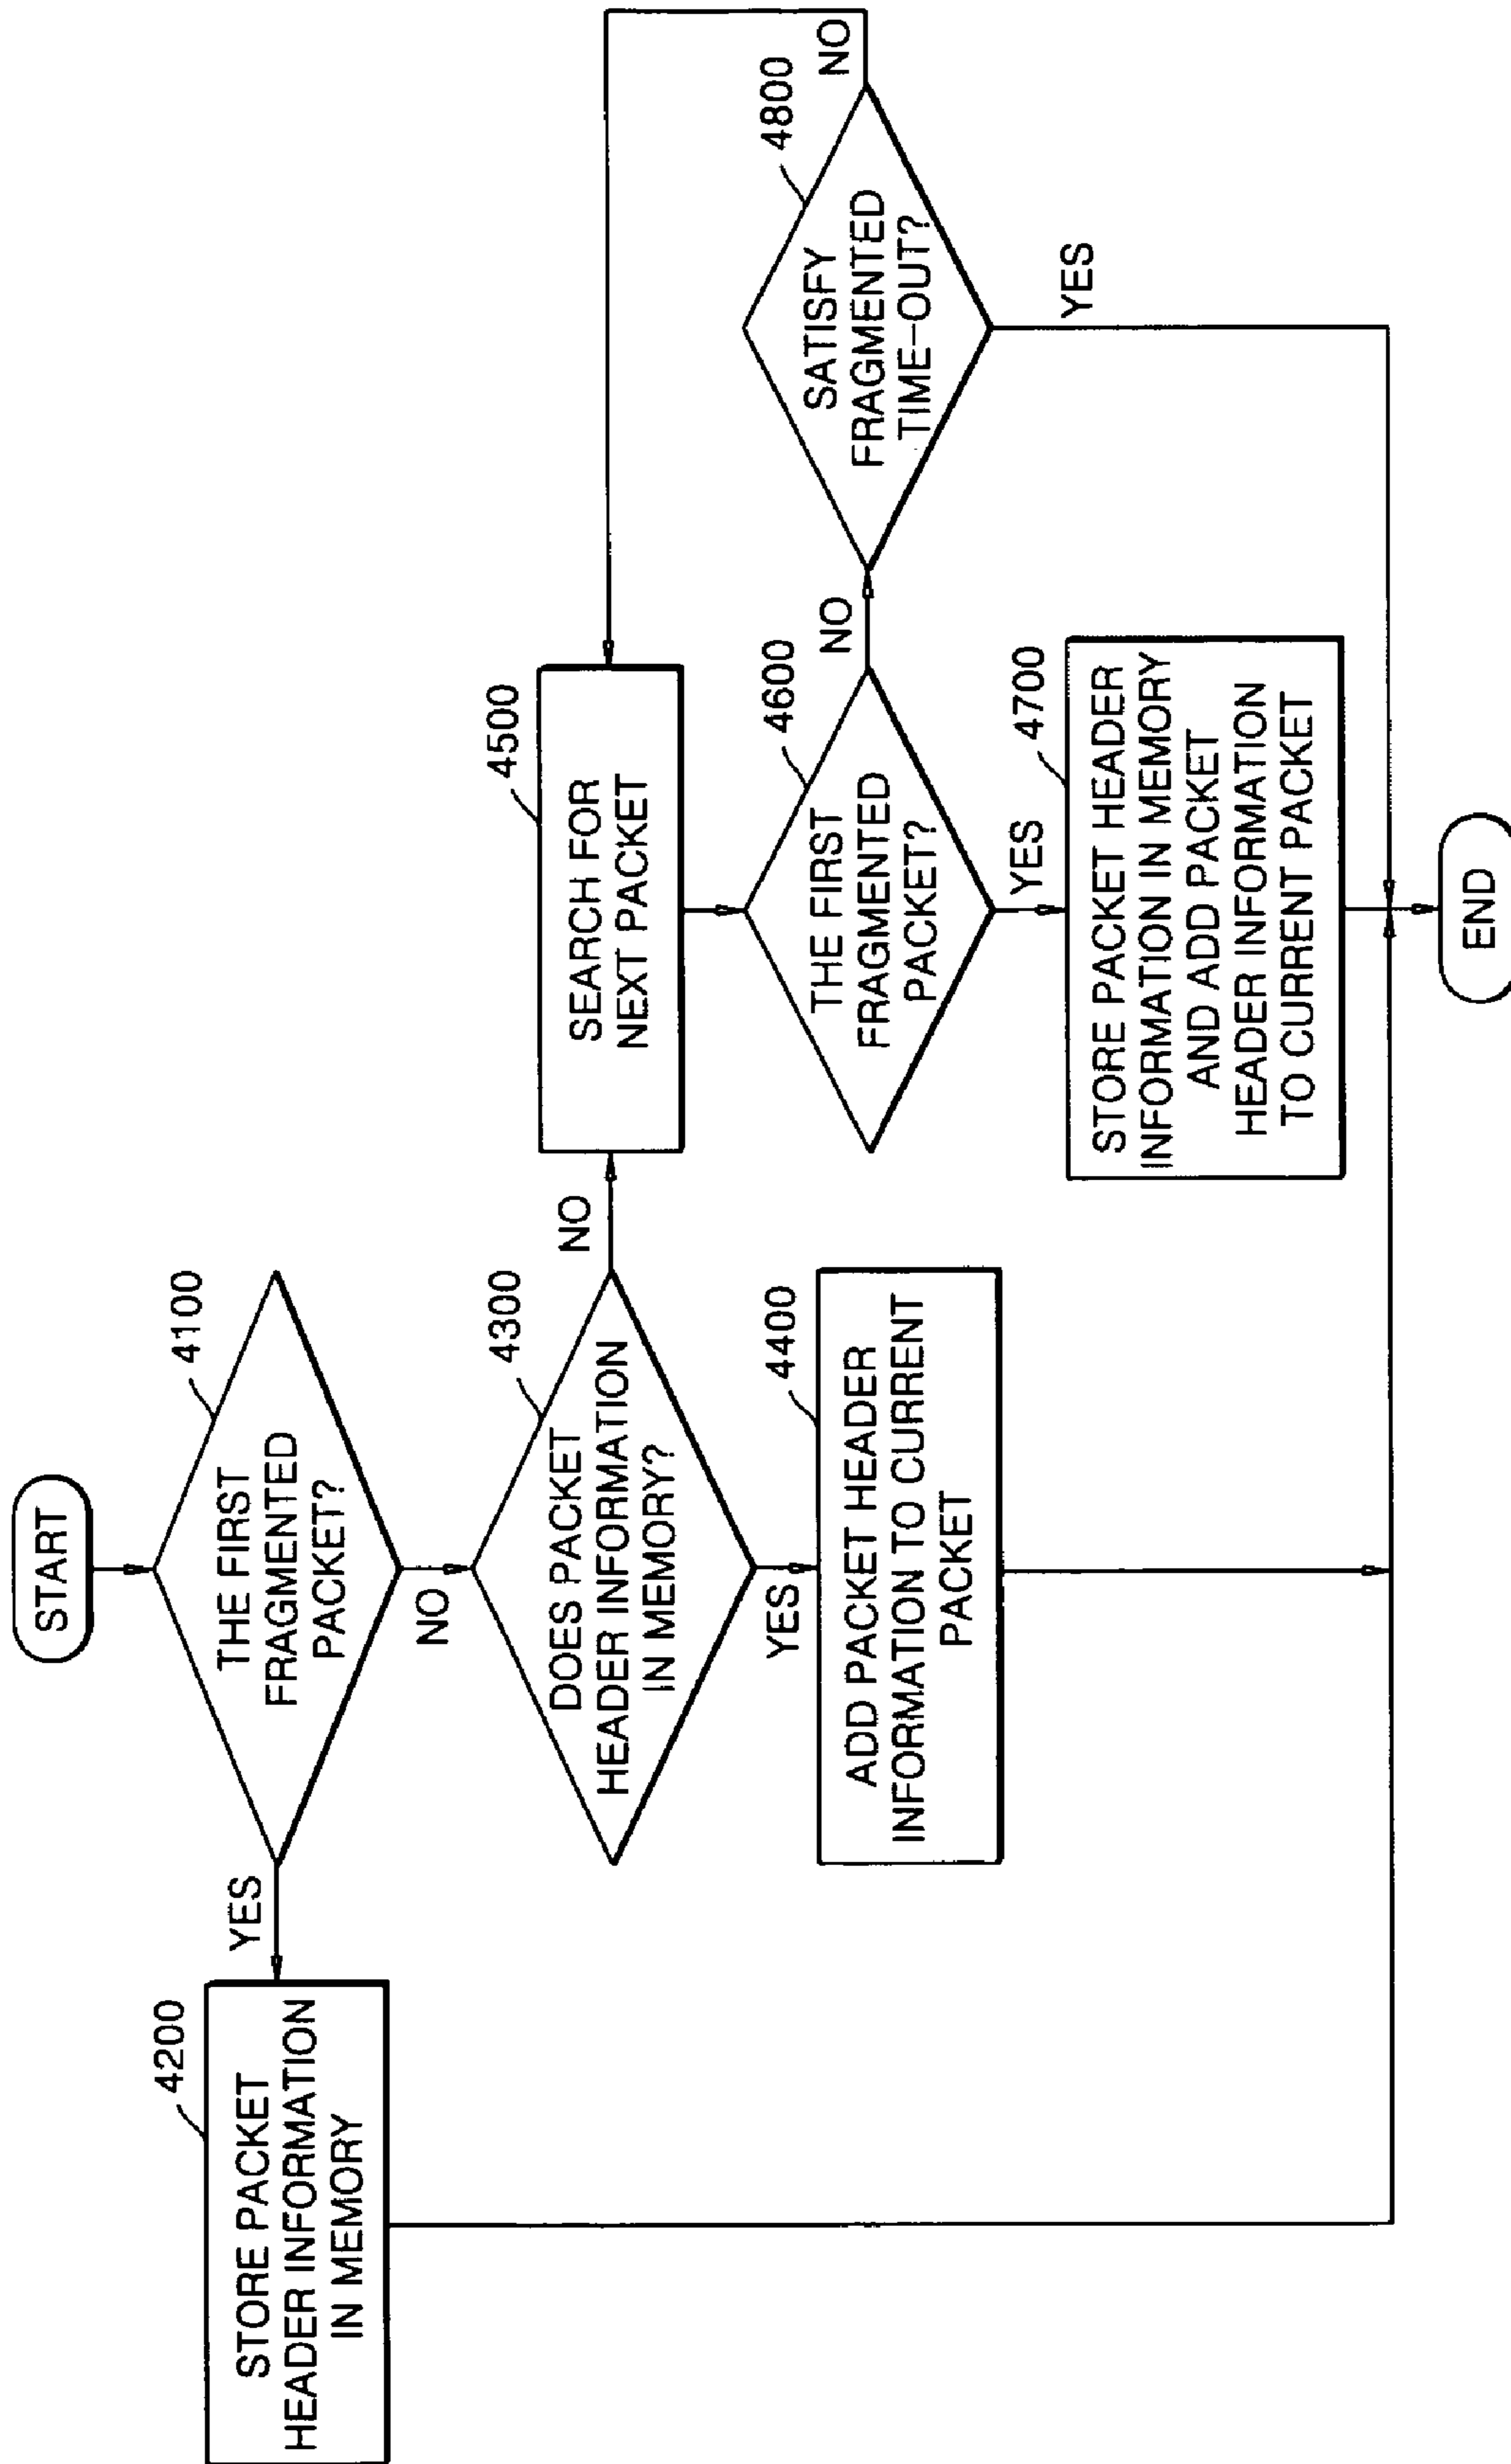 START
4100
THE FIRST
FRAGMENTED
PACKET?
YES
NO
4200
STORE PACKET
HEADER INFORMATION
IN MEMORY
4300
DOES PACKET
HEADER INFORMATION
IN MEMORY?
NO
YES
4400
ADD PACKET HEADER
INFORMATION TO CURRENT
PACKET
4500
SEARCH FOR
NEXT PACKET
4600
THE FIRST
FRAGMENTED
PACKET?
NO
YES
4700
STORE PACKET HEADER
INFORMATION IN MEMORY
AND ADD PACKET
HEADER INFORMATION
TO CURRENT PACKET
4800
SATISFY
FRAGMENTED
TIME-OUT?
NO
YES
END